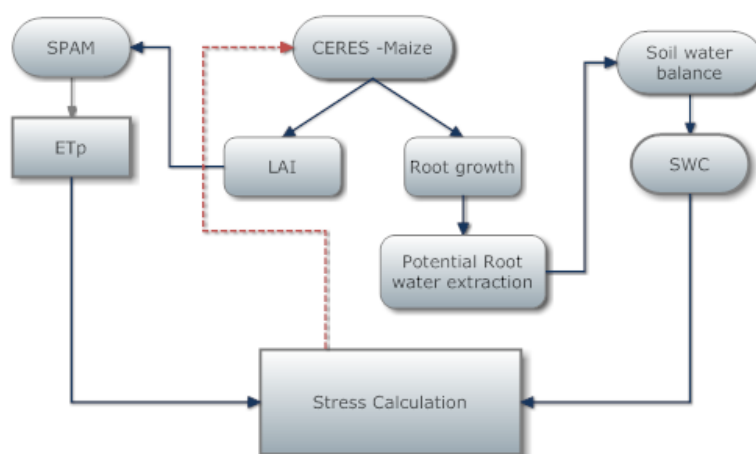 SPAM
CERES -Maize
Soil water
balance
ETp
LAI
Root growth
SWC
Potential Root
water extraction
Stress Calculation